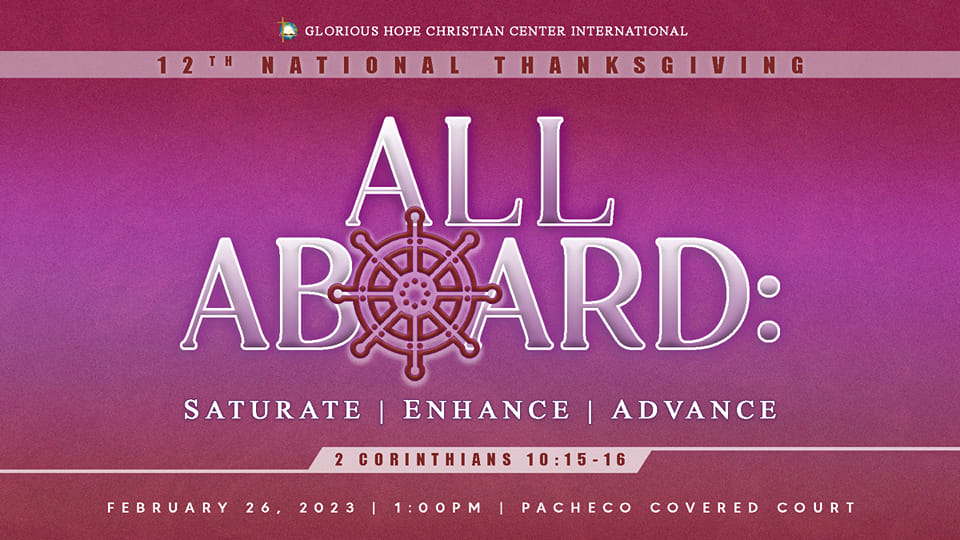 GLORIOUS HOPE CHRISTIAN CENTER INTERNATIONAL
12TH NATIONAL THANKSGIVING
ALL
ABOARD:
SATURATE | ENHANCE | ADVANCE
2 CORINTHIANS 10:15-16
FEBRUARY 26, 2023 | 1:00PM | PACHECO COVERED COURT